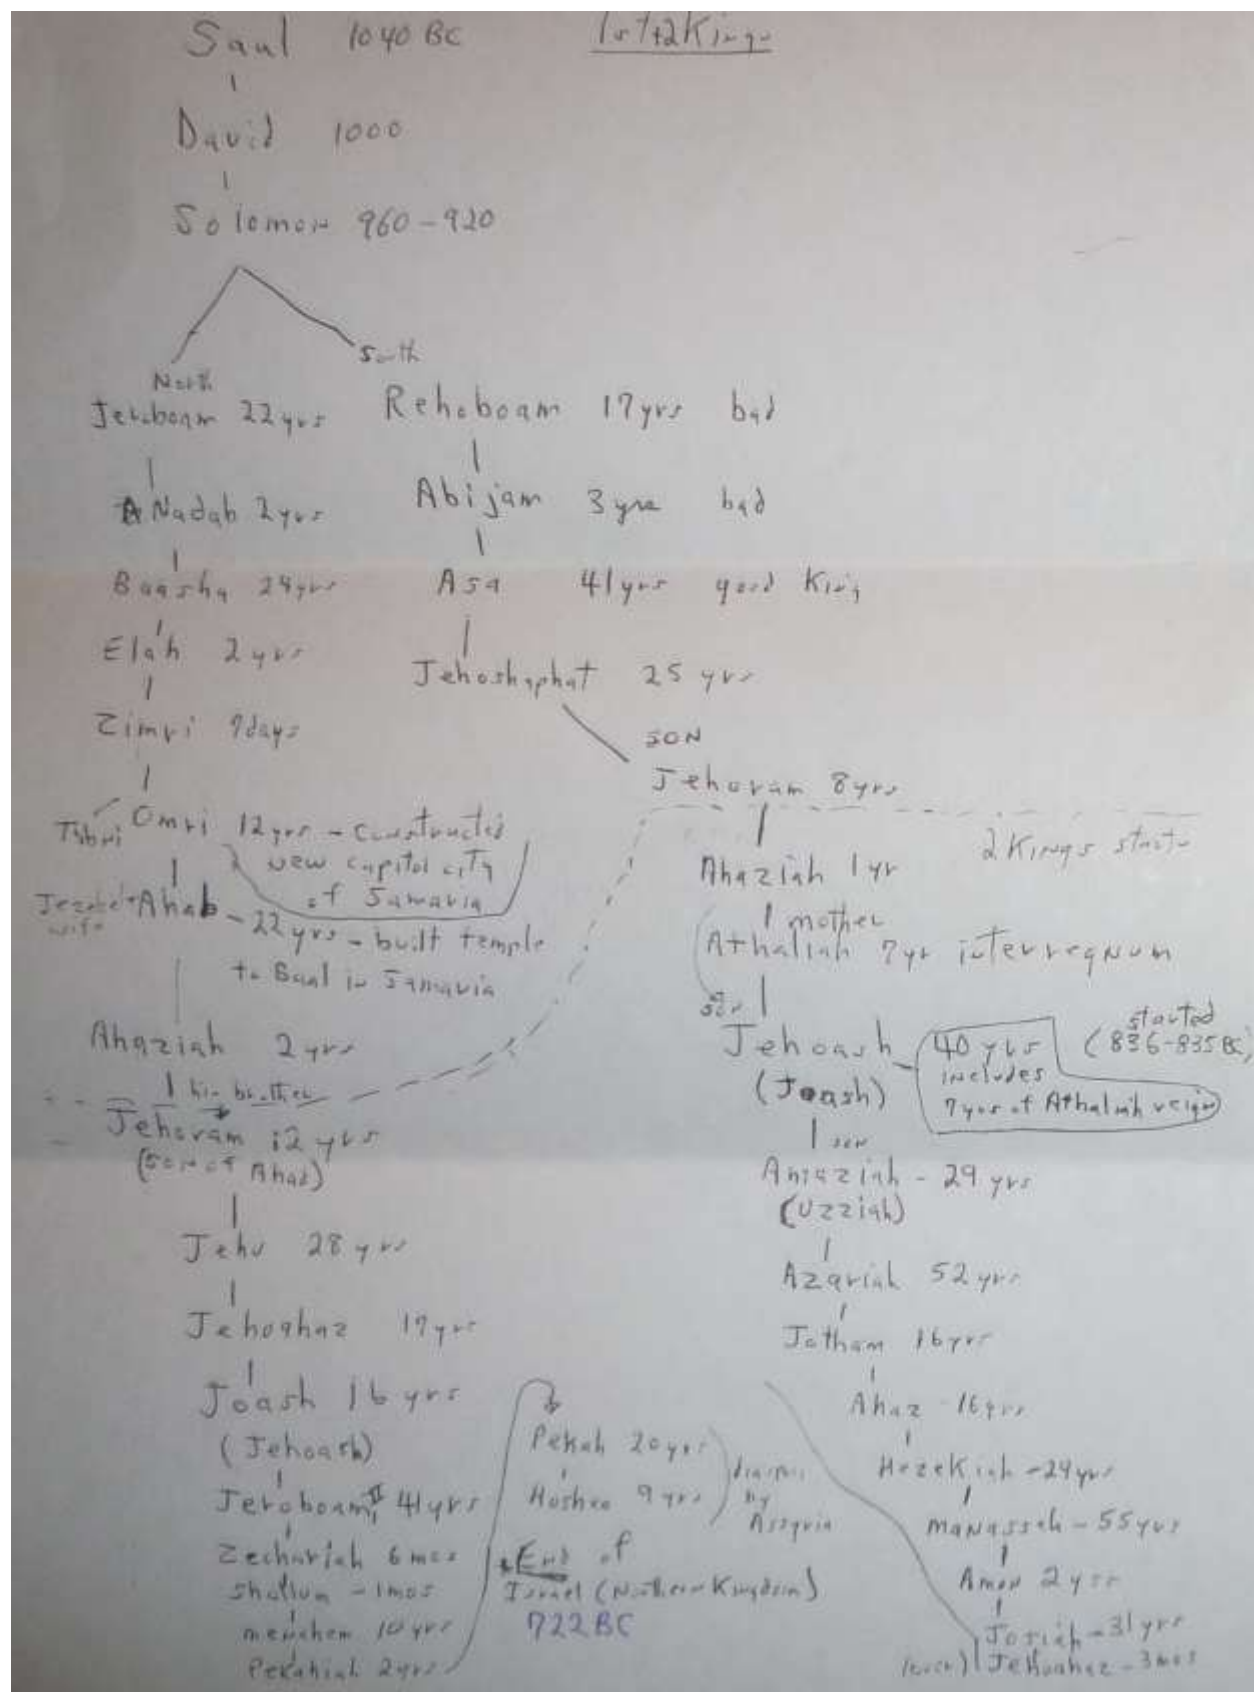 Saul 1040 BC 1st + 2 Kings
David 1000
Solomon 960-920
North
South
Jeroboam 22 yrs
Nadab 2 yrs
Baasha 24 yrs
Elah 2 yrs
Zimri 7 days
Tibni
Omri 12 yrs - constructed
new capitol city
of Samaria
Jezebel
wife
Ahab - 22 yrs - built temple
to Baal in Samaria
Ahaziah 2 yrs
his brother
Jehoram 12 yrs
(son of Ahab)
Jehu 28 yrs
Jehoahaz 17 yrs
Joash 16 yrs
(Jehoash)
Jeroboam II 41 yrs
Zechariah 6 mos
Shallum - 1 mos
menahem 10 yrs
Pekahiah 2 yrs
Pekah 20 yrs
Hoshea 9 yrs
by
Assyria
End of
Israel (Northern Kingdom)
722 BC
Rehoboam 17 yrs bad
Abijam 3 yrs bad
Asa 41 yrs good King
Jehoshaphat 25 yrs
SON
Jehoram 8 yrs
2 Kings starts
Ahaziah 1 yr
mother
Athaliah 7 yr interregnum
son
Jehoash
(Joash)
40 yrs
includes
7 yrs of Athaliah reign
started
(836-835 BC)
son
Amaziah - 29 yrs
(Uzziah)
Azariah 52 yrs
Jotham 16 yrs
Ahaz - 16 yrs
Hezekiah - 29 yrs
Manasseh - 55 yrs
Amon 2 yrs
Josiah - 31 yrs
Jehoahaz - 3 mos